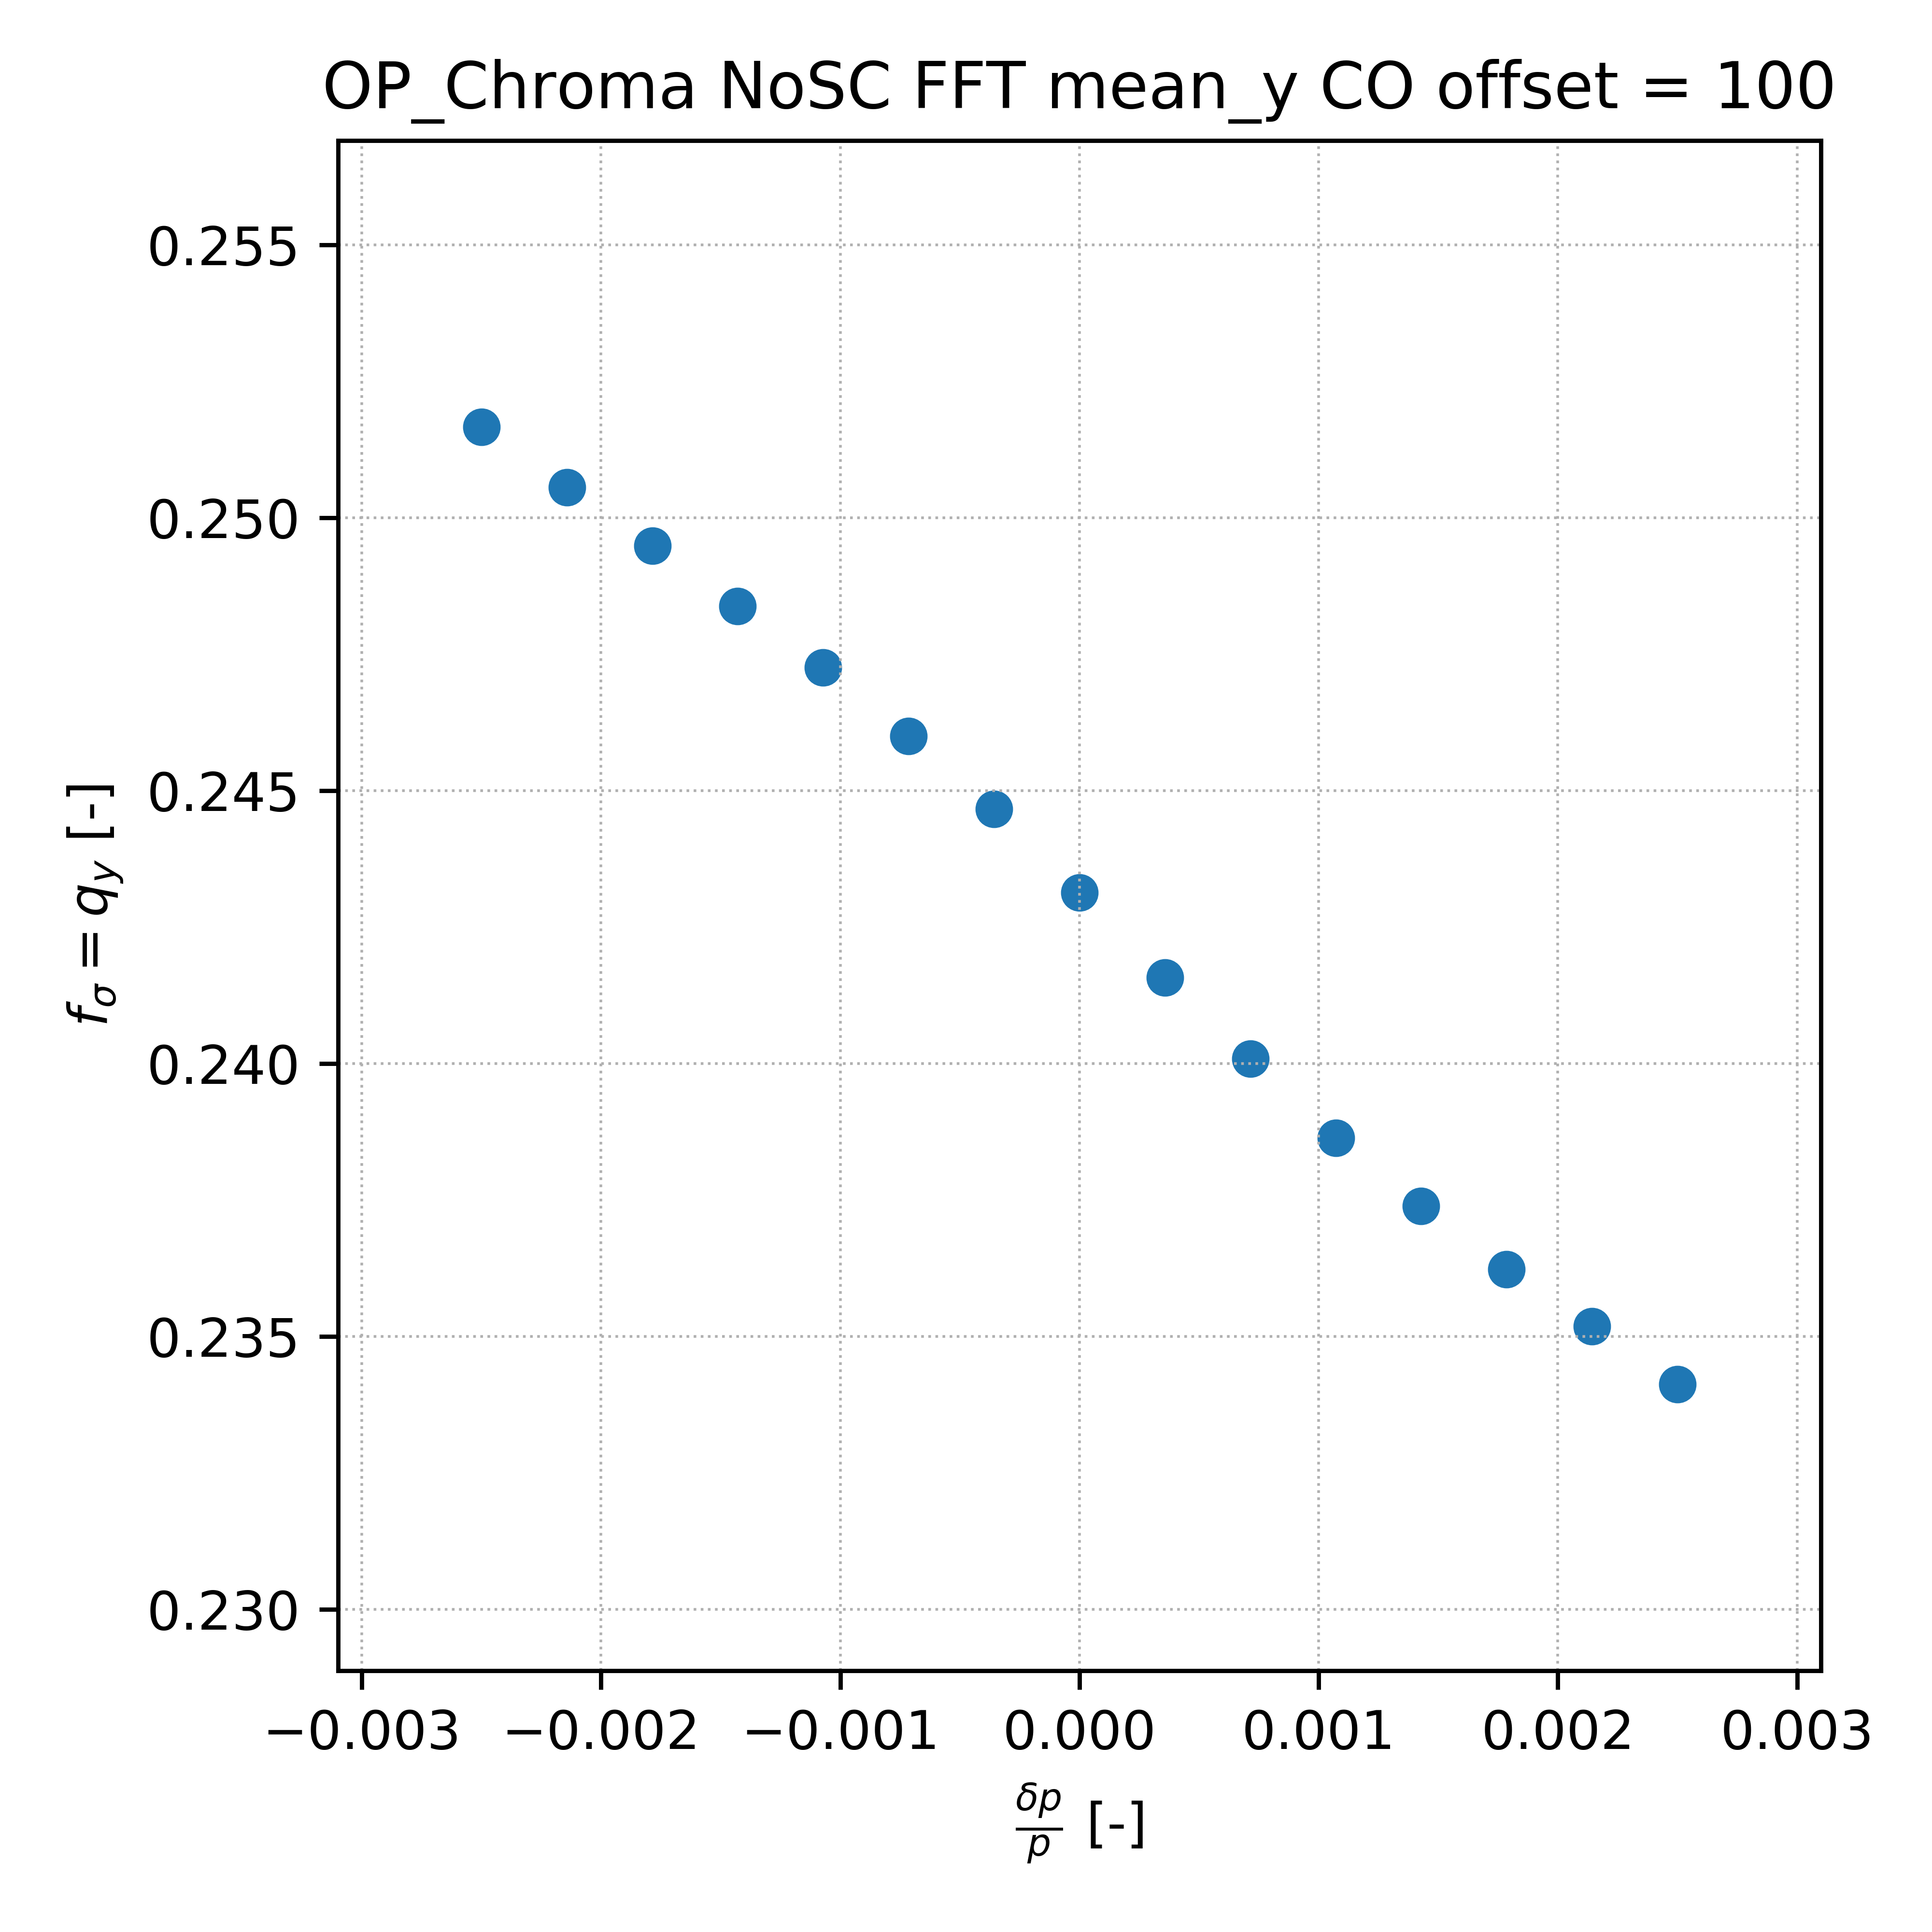 OP_Chroma NoSC FFT mean_y CO offset = 100
0.255
0.250
0.245
0.240
0.235
0.230
f_σ = q_y [-]
−0.003 −0.002 −0.001 0.000 0.001 0.002 0.003
δp
p [-]